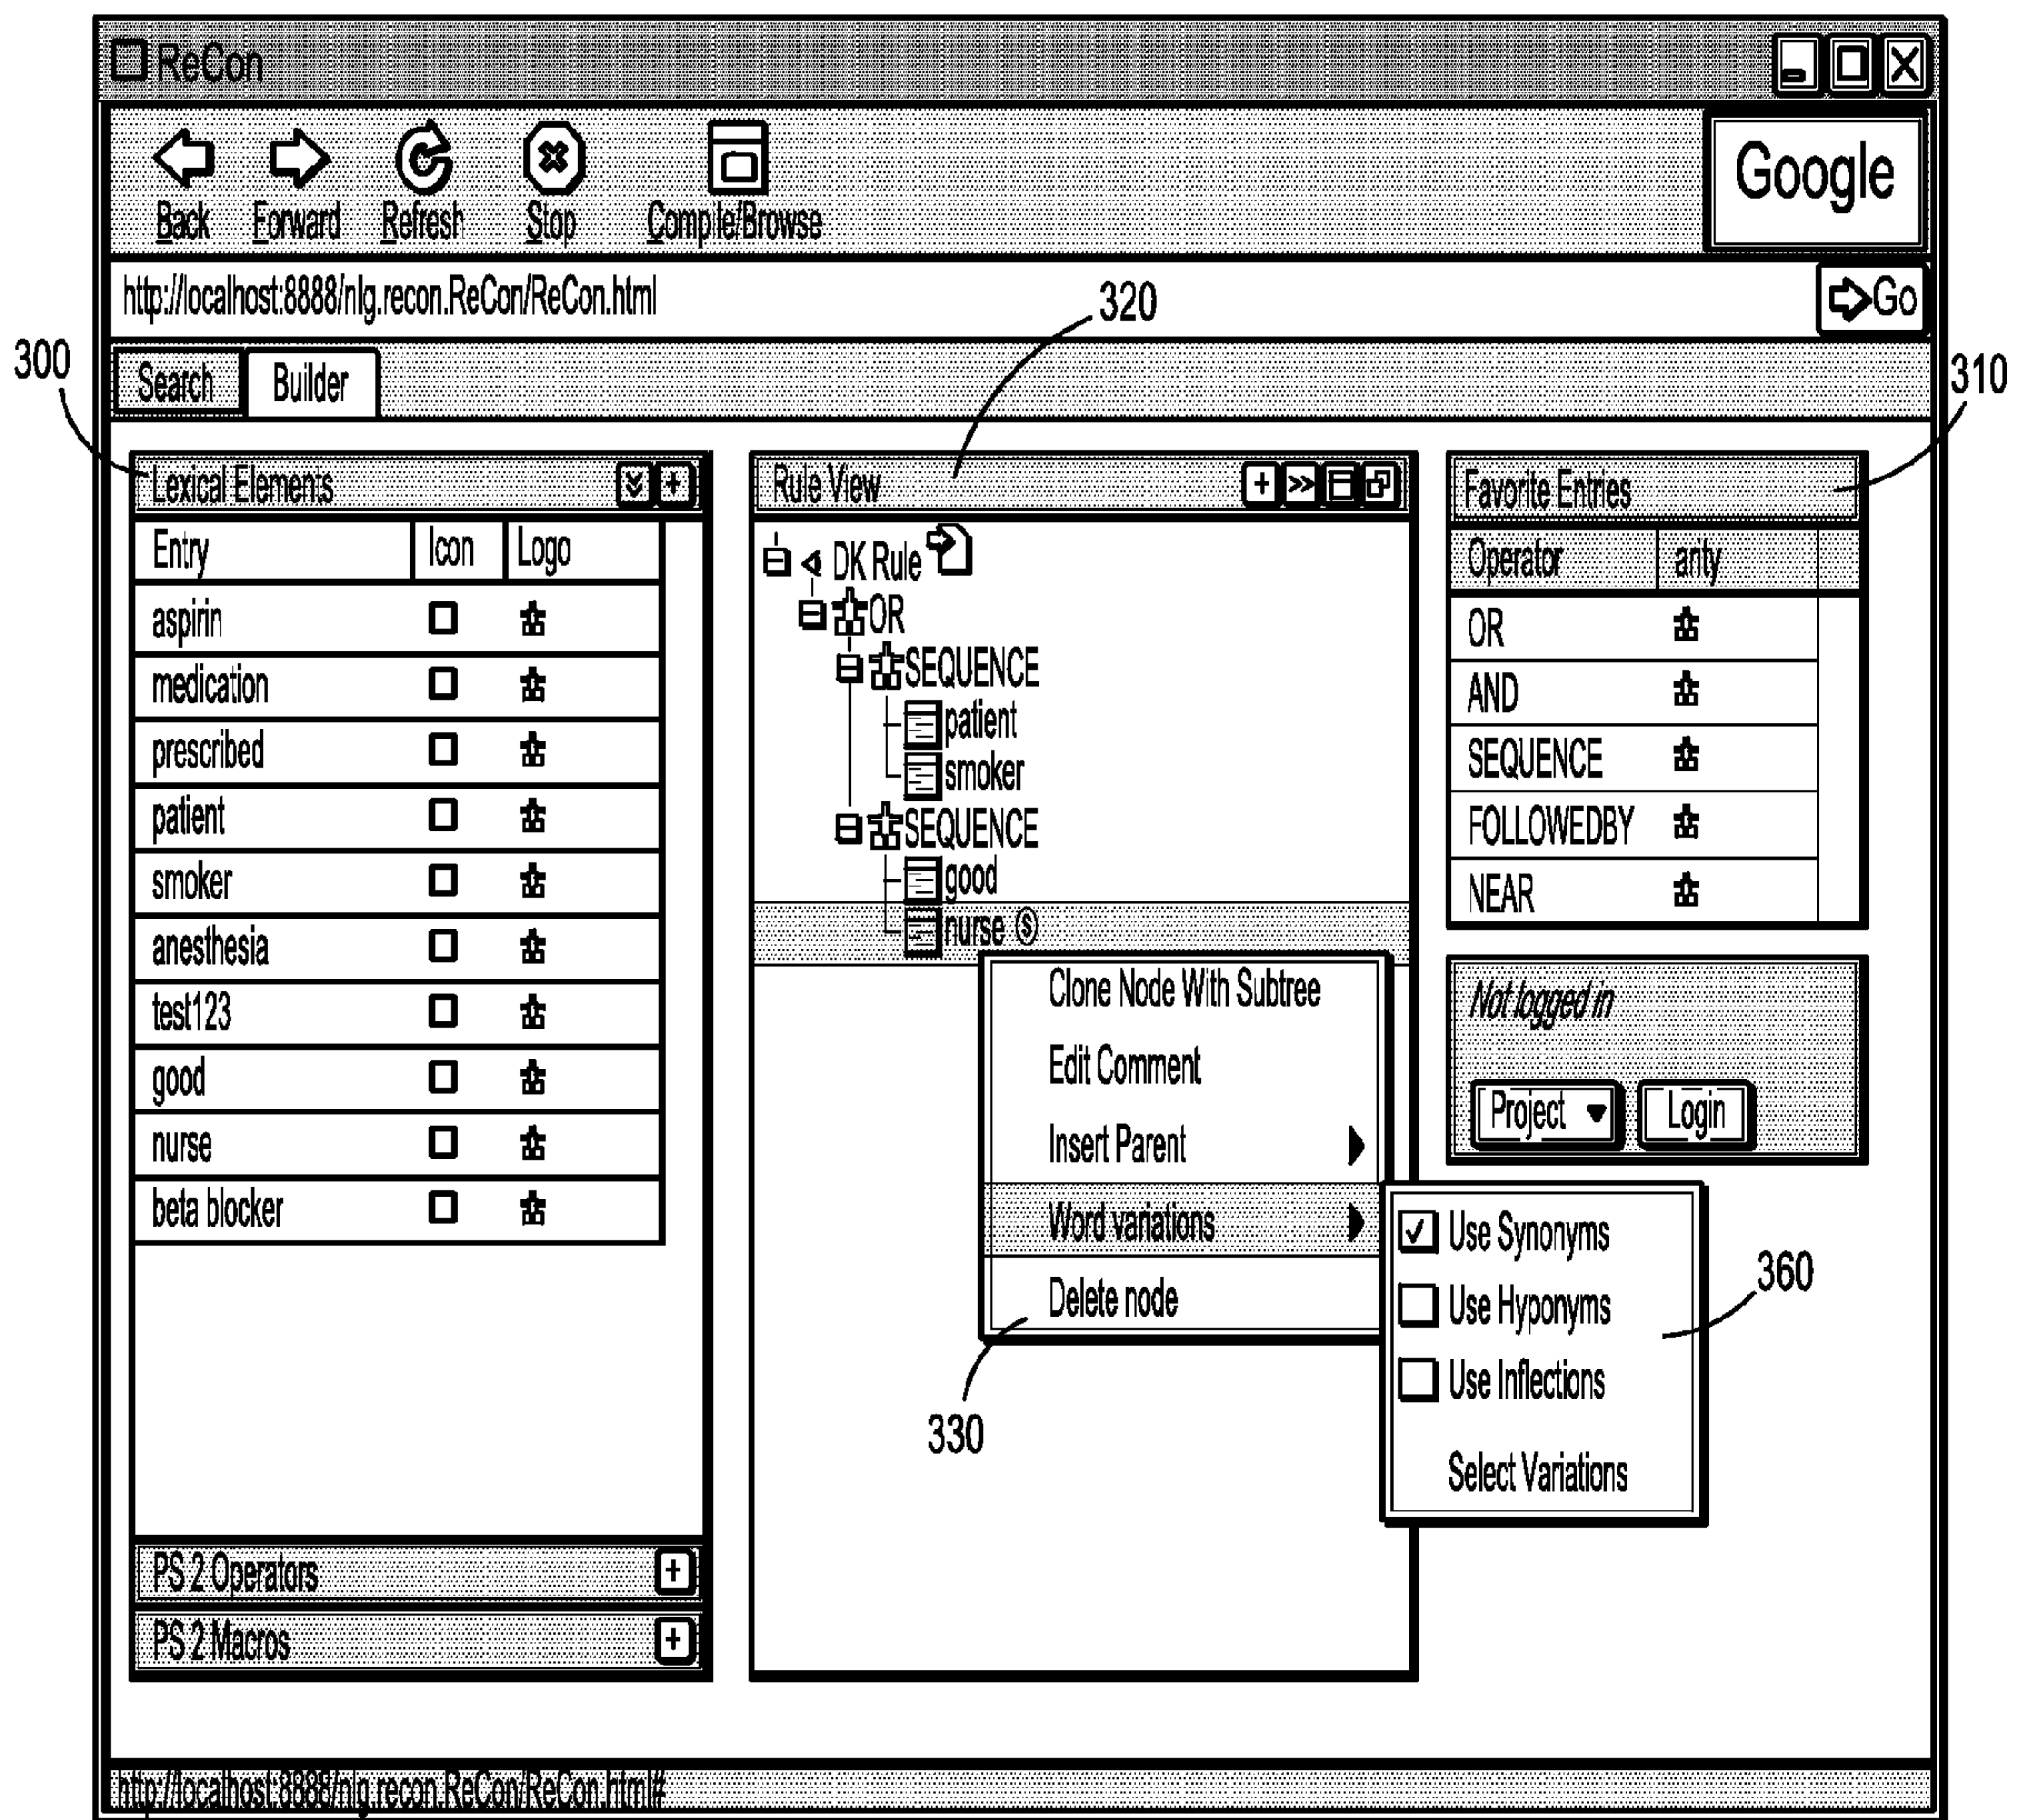 ReCon
Back Forward Refresh Stop Compile/Browse
Google
http://localhost:8888/nlg.recon.ReCon/ReCon.html
Go
320
300
310
Search Builder
Lexical Elements
Entry Icon Logo
aspirin
medication
prescribed
patient
smoker
anesthesia
test123
good
nurse
beta blocker
PS 2 Operators
PS 2 Macros
Rule View
DK Rule
OR
SEQUENCE
patient
smoker
SEQUENCE
good
nurse S
Clone Node With Subtree
Edit Comment
Insert Parent
Word variations
Delete node
330
Favorite Entries
Operator arity
OR
AND
SEQUENCE
FOLLOWEDBY
NEAR
Not logged in
Project Login
Use Synonyms
Use Hyponyms
Use Inflections
Select Variations
360
http://localhost:8888/nlg.recon.ReCon/ReCon.html#